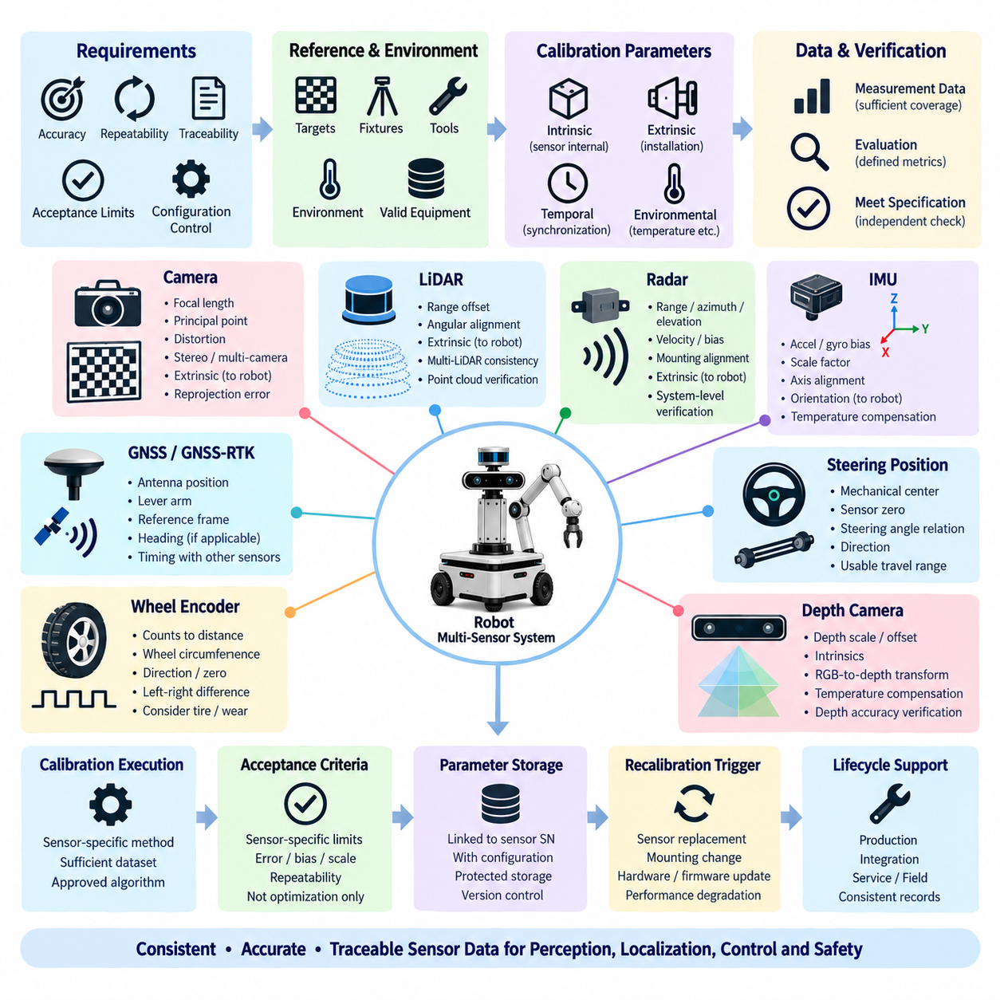 Requirements
Accuracy
Repeatability
Traceability
Acceptance Limits
Configuration
Control
Reference & Environment
Targets
Fixtures
Tools
Environment
Valid Equipment
Calibration Parameters
Intrinsic
(sensor internal)
Extrinsic
(installation)
Temporal
(synchronization)
Environmental
(temperature etc.)
Data & Verification
Measurement Data
(sufficient coverage)
Evaluation
(defined metrics)
Meet Specification
(independent check)
Camera
• Focal length
• Principal point
• Distortion
• Stereo / multi-camera
• Extrinsic (to robot)
• Reprojection error
LiDAR
• Range offset
• Angular alignment
• Extrinsic (to robot)
• Multi-LiDAR consistency
• Point cloud verification
Radar
• Range / azimuth /
elevation
• Velocity / bias
• Mounting alignment
• Extrinsic (to robot)
• System-level
verification
IMU
Z
Y
X
• Accel / gyro bias
• Scale factor
• Axis alignment
• Orientation (to robot)
• Temperature compensation
GNSS / GNSS-RTK
• Antenna position
• Lever arm
• Reference frame
• Heading (if applicable)
• Timing with other sensors
Steering Position
• Mechanical center
• Sensor zero
• Steering angle relation
• Direction
• Usable travel range
Wheel Encoder
• Counts to distance
• Wheel circumference
• Direction / zero
• Left-right difference
• Consider tire / wear
Robot
Multi-Sensor System
Depth Camera
• Depth scale / offset
• Intrinsics
• RGB-to-depth transform
• Temperature compensation
• Depth accuracy verification
Calibration Execution
Sensor-specific method
Sufficient dataset
Approved algorithm
Acceptance Criteria
Sensor-specific limits
Error / bias / scale
Repeatability
Not optimization only
Parameter Storage
Linked to sensor SN
With configuration
Protected storage
Version control
Recalibration Trigger
Sensor replacement
Mounting change
Hardware / firmware update
Performance degradation
Lifecycle Support
Production
Integration
Service / Field
Consistent records
Consistent • Accurate • Traceable Sensor Data for Perception, Localization, Control and Safety